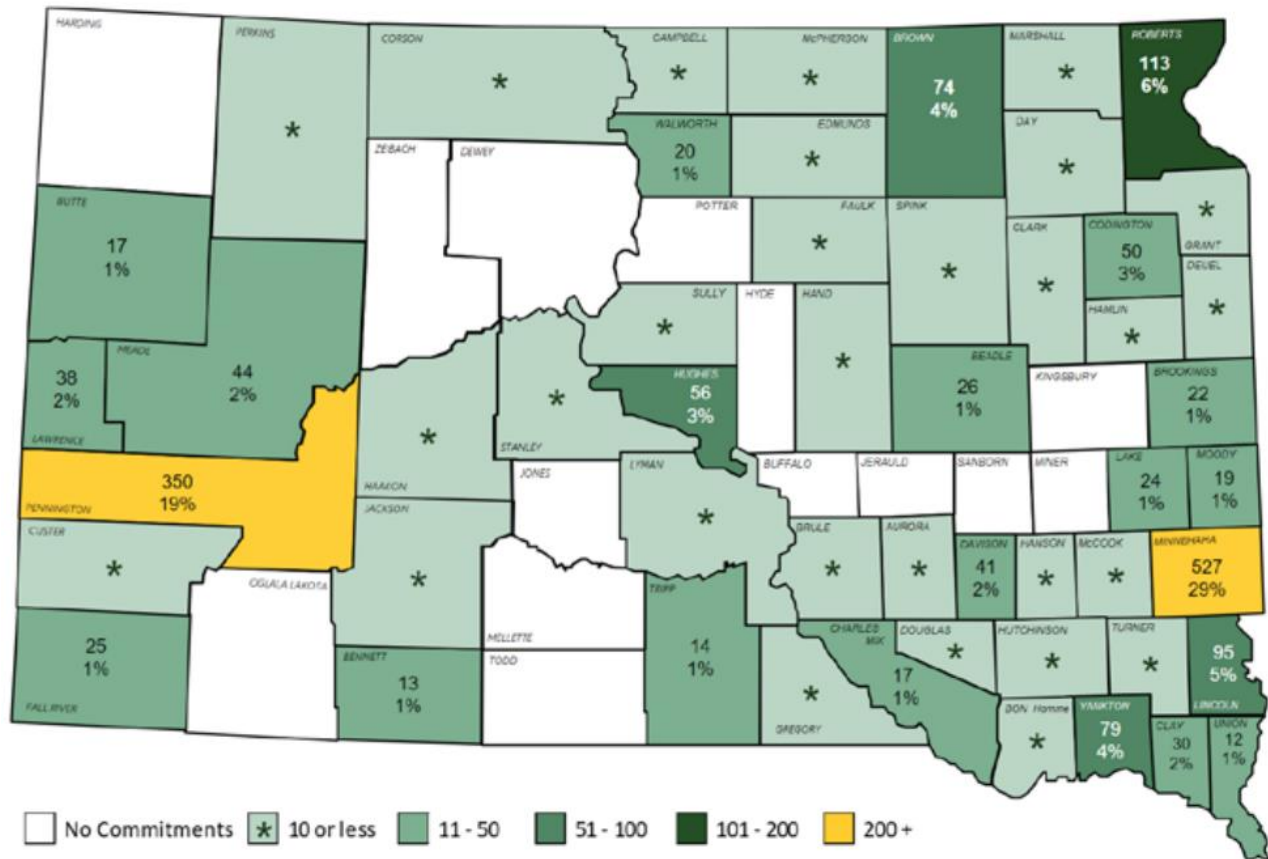 HARDING
PERKINS
*
CORSON
*
CAMPBELL
*
McPHERSON
*
BROWN
74
4%
MARSHALL
*
ROBERTS
113
6%
WALWORTH
20
1%
EDMUNDS
*
DAY
*
ZIEBACH
DEWEY
BUTTE
17
1%
POTTER
FAULK
*
SPINK
*
CLARK
*
CODINGTON
50
3%
*
GRANT
DEUEL
*
HAMLIN
*
MEADE
44
2%
SULLY
*
HYDE
HAND
*
38
2%
LAWRENCE
*
STANLEY
HUGHES
56
3%
BEADLE
26
1%
KINGSBURY
BROOKINGS
22
1%
350
19%
PENNINGTON
*
HAAKON
JONES
LYMAN
*
BUFFALO
JERAULD
SANBORN
MINER
LAKE
24
1%
MOODY
19
1%
CUSTER
*
JACKSON
*
BRULE
*
AURORA
*
DAVISON
41
2%
HANSON
*
McCOOK
*
MINNEHAHA
527
29%
OGLALA LAKOTA
MELLETTE
TRIPP
14
1%
25
1%
FALL RIVER
BENNETT
13
1%
TODD
*
GREGORY
CHARLES
MIX
17
1%
DOUGLAS
*
HUTCHINSON
*
TURNER
*
95
5%
LINCOLN
BON Homme
*
YANKTON
79
4%
CLAY
30
2%
UNION
12
1%
No Commitments * 10 or less 11 - 50 51 - 100 101 - 200 200 +